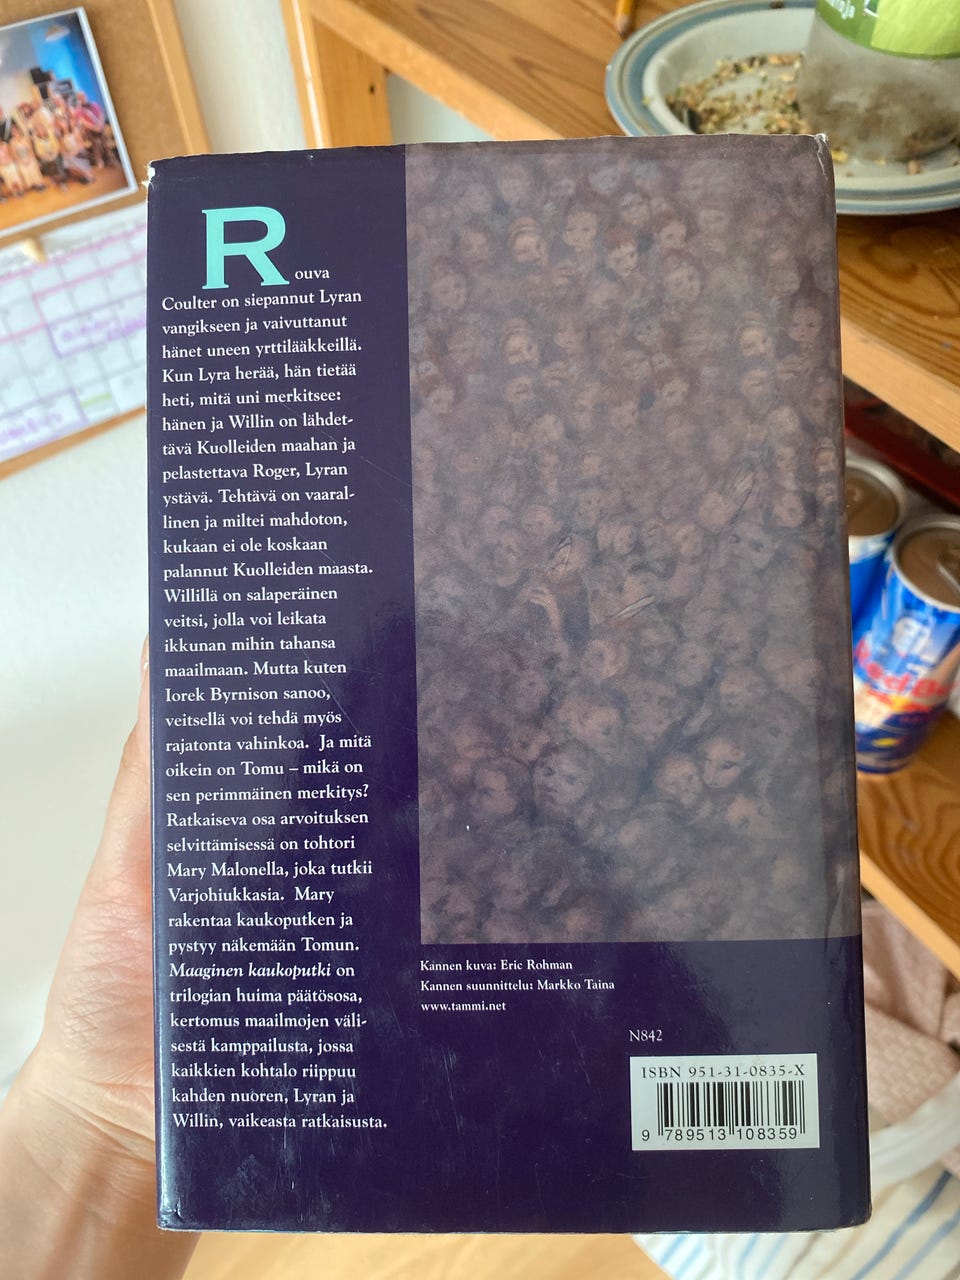 Rouva
Coulter on siepannut Lyran
vangikseen ja vaivuttanut
hänet uneen yrttilääkkeillä.
Kun Lyra herää, hän tietää
heti, mitä uni merkitsee:
hänen ja Willin on lähdet-
tävä Kuolleiden maahan ja
pelastettava Roger, Lyran
ystävä. Tehtävä on vaaral-
linen ja miltei mahdoton,
kukaan ei ole koskaan
palannut Kuolleiden maasta.
Willillä on salaperäinen
veitsi, jolla voi leikata
ikkunan mihin tahansa
maailmaan. Mutta kuten
Iorek Byrnison sanoo,
veitsellä voi tehdä myös
rajatonta vahinkoa. Ja mitä
oikein on Tomu – mikä on
sen perimmäinen merkitys?
Ratkaiseva osa arvoituksen
selvittämisessä on tohtori
Mary Malonella, joka tutkii
Varjohiukkasia. Mary
rakentaa kaukoputken ja
pystyy näkemään Tomun.
Maaginen kaukoputki on
trilogian huima päätösosa,
kertomus maailmojen väli-
sestä kamppailusta, jossa
kaikkien kohtalo riippuu
kahden nuoren, Lyran ja
Willin, vaikeasta ratkaisusta.
Kannen kuva: Eric Rohman
Kannen suunnittelu: Markko Taina
www.tammi.net
N842
ISBN 951-31-0835-X
9 789513 108359